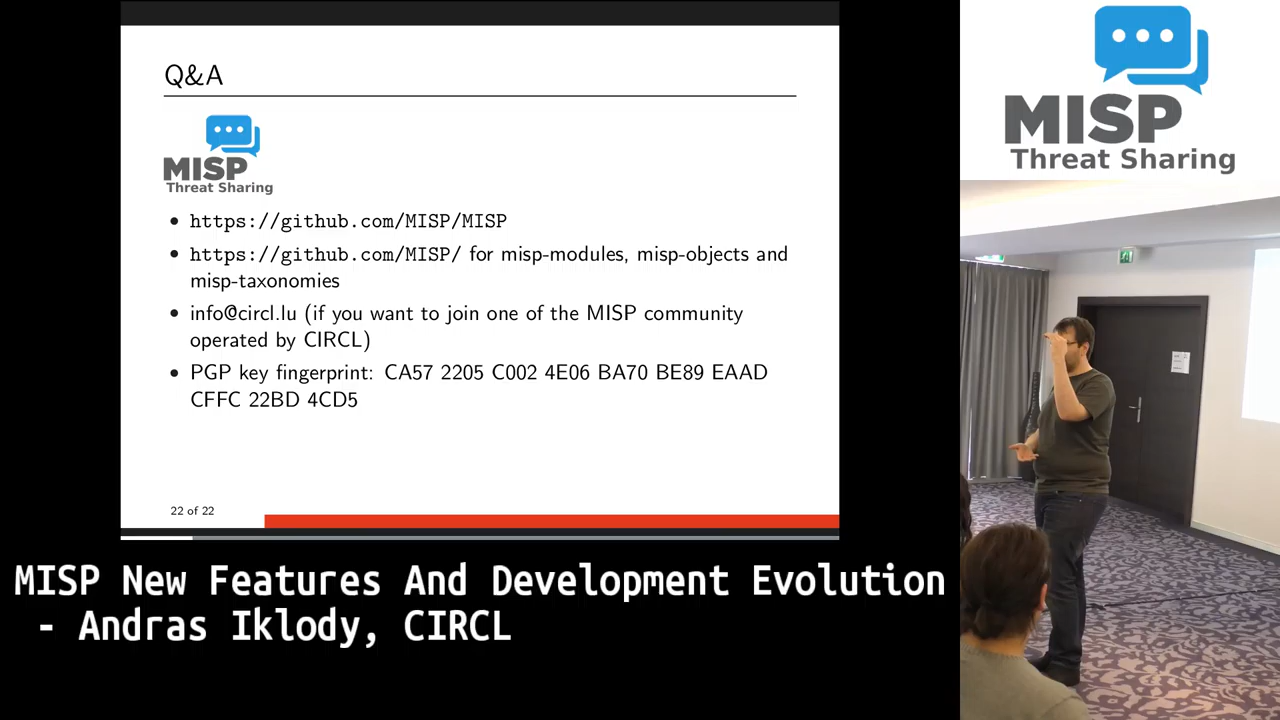 Q&A
MISP
Threat Sharing
• https://github.com/MISP/MISP
• https://github.com/MISP/ for misp-modules, misp-objects and
misp-taxonomies
• info@circl.lu (if you want to join one of the MISP community
operated by CIRCL)
• PGP key fingerprint: CA57 2205 C002 4E06 BA70 BE89 EAAD
CFFC 22BD 4CD5
22 of 22
MISP New Features And Development Evolution
- Andras Iklody, CIRCL
MISP
Threat Sharing